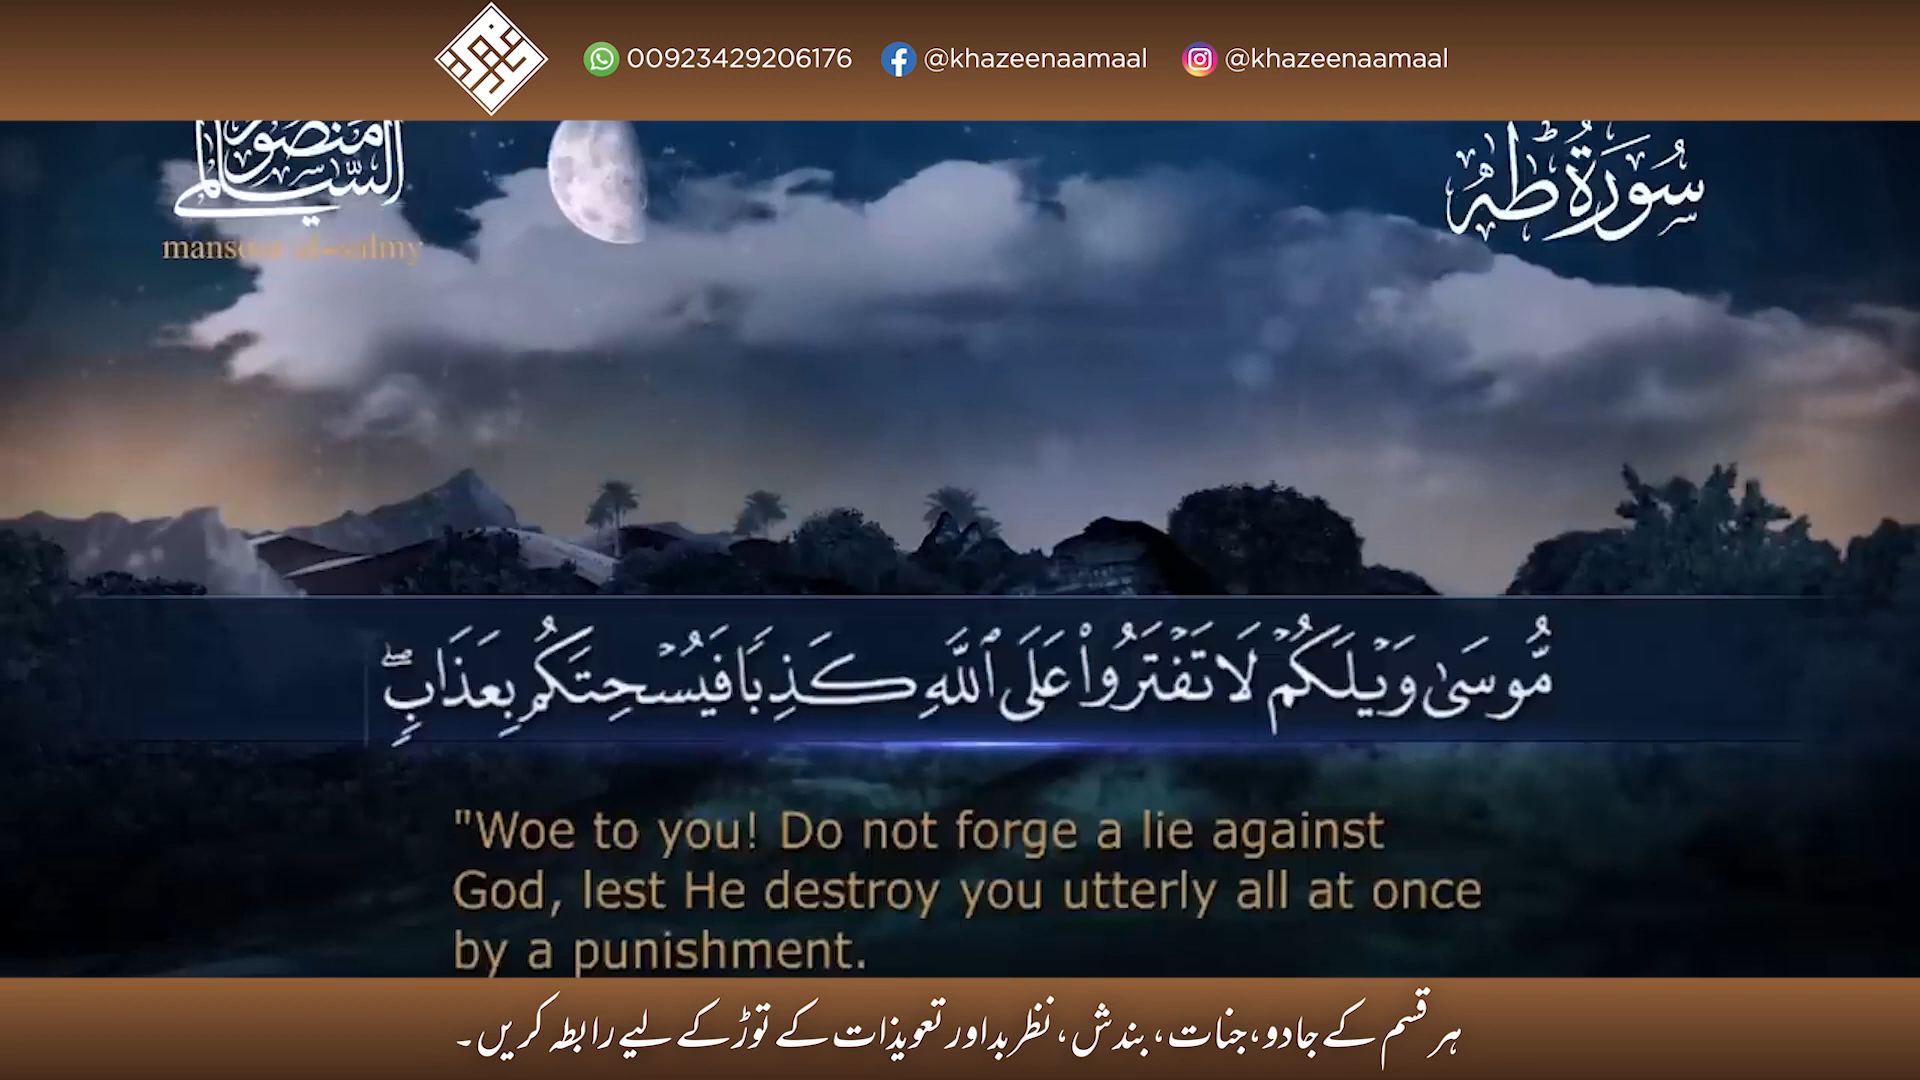 00923429206176 @khazeenaamaal @khazeenaamaal
منصور
السالمي
سُورَةُ طه
مُّوسَىٰ وَيْلَكُمْ لَا تَفْتَرُوا۟ عَلَى ٱللَّهِ كَذِبًا فَيُسْحِتَكُم بِعَذَابٍ ۖ
"Woe to you! Do not forge a lie against
God, lest He destroy you utterly all at once
by a punishment.
ہر قسم کے جادو، جنات، بندش، نظر بد اور تعویذات کے توڑ کے لیے رابطہ کریں۔